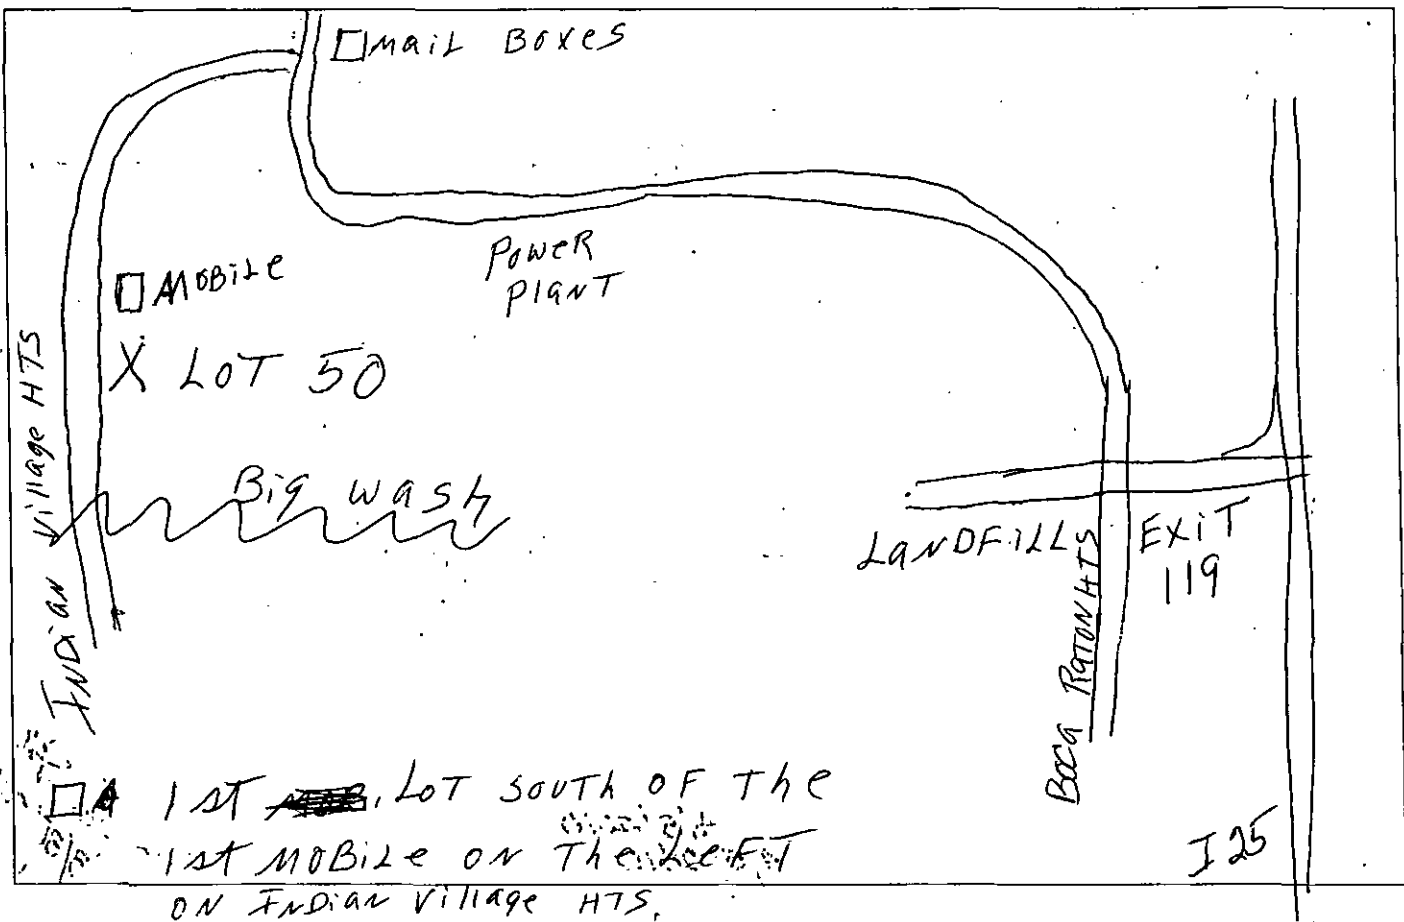 Mail Boxes
Power
Plant
Mobile
X Lot 50
Indian Village HTS
Big wash
Landfills
Boca Raton HTS
Exit
119
1st Lot south of the
1st Mobile on the Left
on Indian Village HTS.
I 25